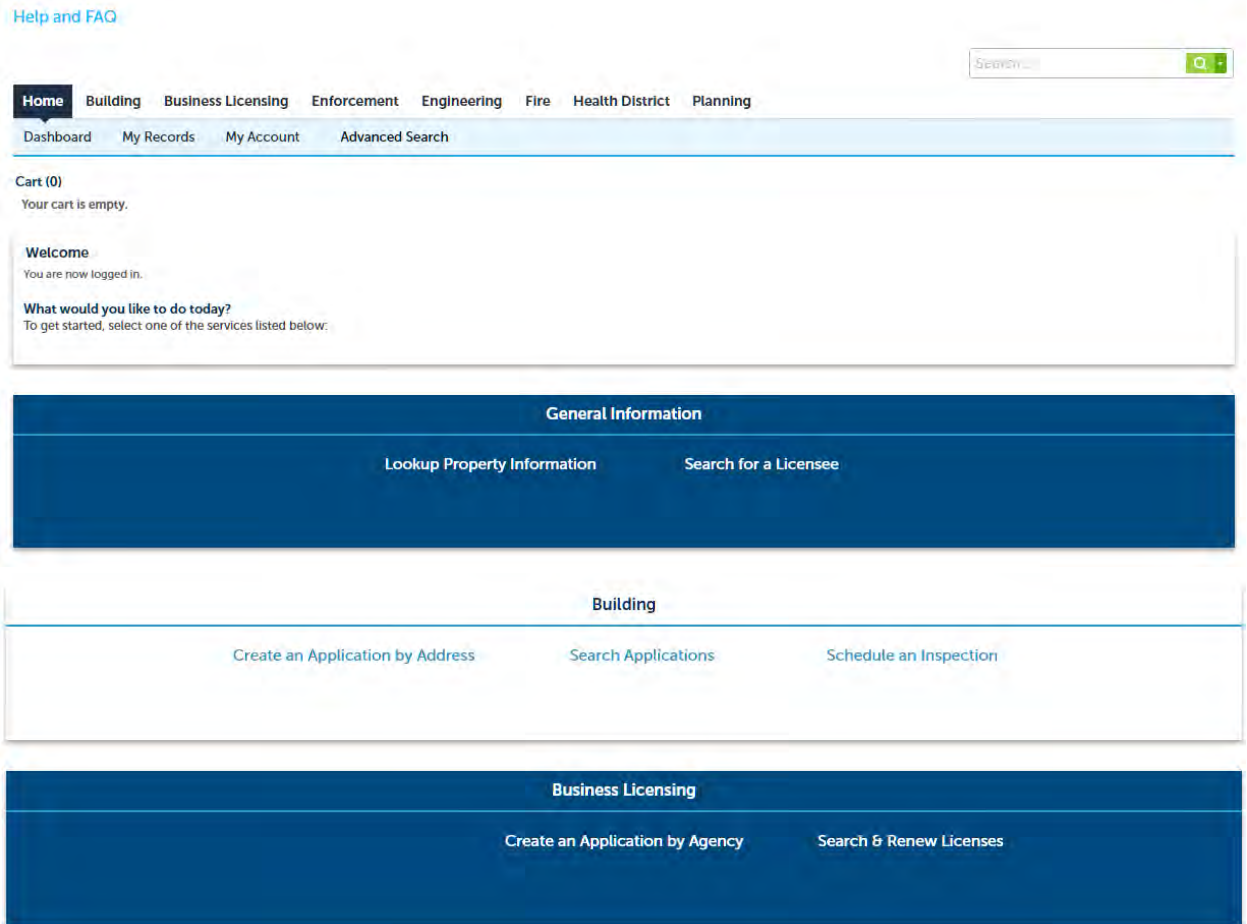 Help and FAQ
Search...
Home Building Business Licensing Enforcement Engineering Fire Health District Planning
Dashboard My Records My Account Advanced Search
Cart (0)
Your cart is empty.
Welcome
You are now logged in.
What would you like to do today?
To get started, select one of the services listed below:
General Information
Lookup Property Information Search for a Licensee
Building
Create an Application by Address Search Applications Schedule an Inspection
Business Licensing
Create an Application by Agency Search & Renew Licenses